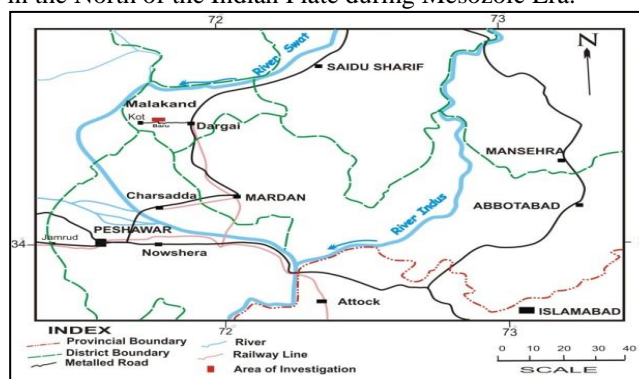 in the North of the Indian Plate during Mesozoic Era.
72 73
N
River Swat
SAIDU SHARIF
Malakand
Kot
Baru
Dargai
MANSEHRA
Charsadda
MARDAN
ABBOTABAD
River Indus
PESHAWAR
Jamrud
34
Nowshera
Attock
ISLAMABAD
72 73
INDEX
Provincial Boundary River
District Boundary Railway Line
Metalled Road Area of Investigation
0 10 20 30 40
SCALE